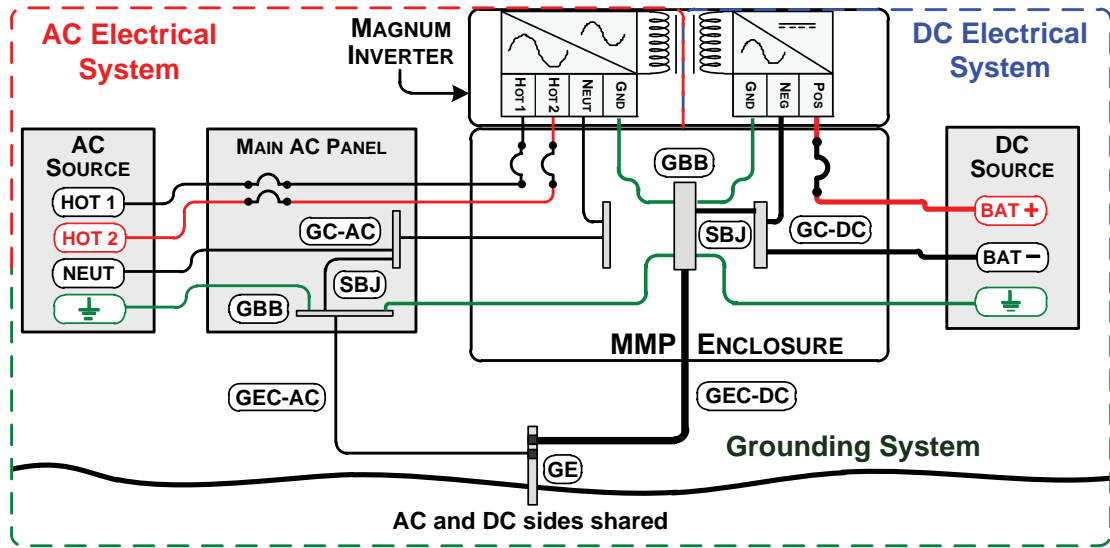 AC Electrical
System
MAGNUM
INVERTER
DC Electrical
System
HOT 1
HOT 2
NEUT
GND
GND
NEG
POS
AC
SOURCE
HOT 1
HOT 2
NEUT
MAIN AC PANEL
GC-AC
SBJ
GBB
GBB
SBJ
GC-DC
DC
SOURCE
BAT +
BAT −
MMP ENCLOSURE
GEC-AC
GEC-DC
Grounding System
GE
AC and DC sides shared